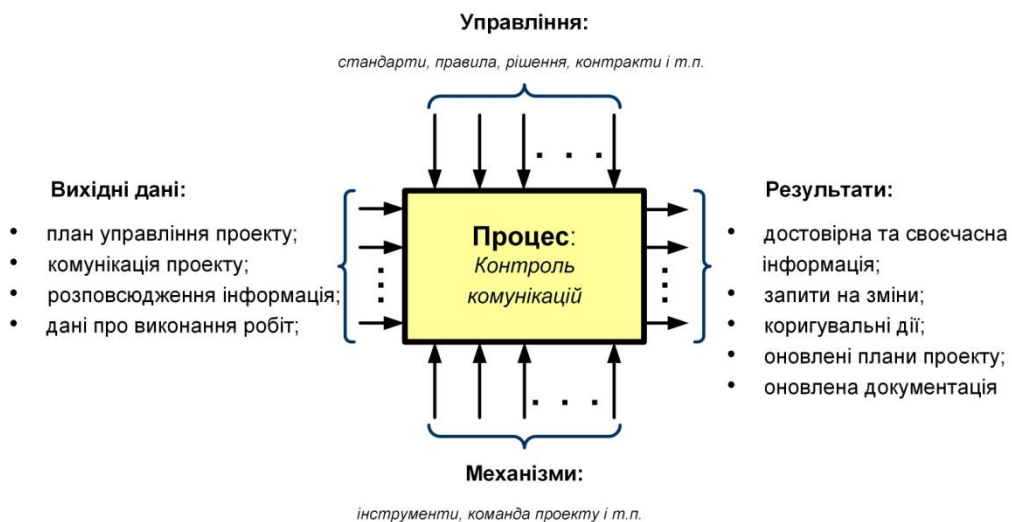 Управління:
стандарти, правила, рішення, контракти і т.п.
Вихідні дані:
• план управління проекту;
• комунікація проекту;
• розповсюдження інформація;
• дані про виконання робіт;
Процес:
Контроль
комунікацій
Результати:
• достовірна та своєчасна
інформація;
• запити на зміни;
• коригувальні дії;
• оновлені плани проекту;
• оновлена документація
Механізми:
інструменти, команда проекту і т.п.